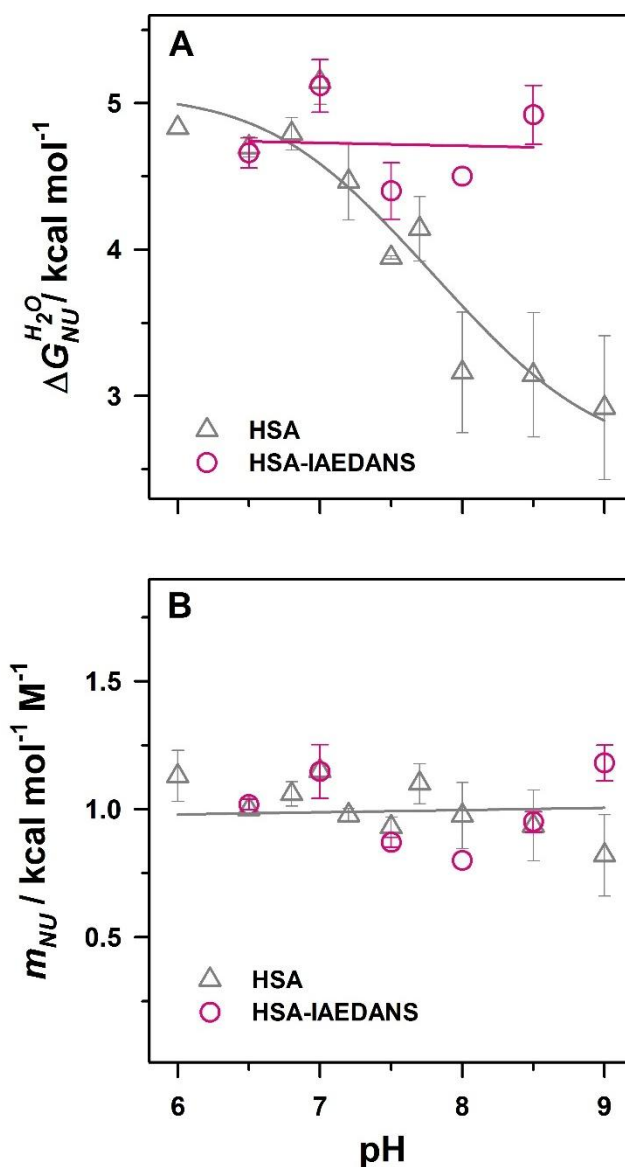 A
5
4
3
ΔG_NU^H₂O / kcal mol⁻¹
HSA
HSA-IAEDANS
B
1.5
1.0
0.5
m_NU / kcal mol⁻¹ M⁻¹
HSA
HSA-IAEDANS
6 7 8 9
pH